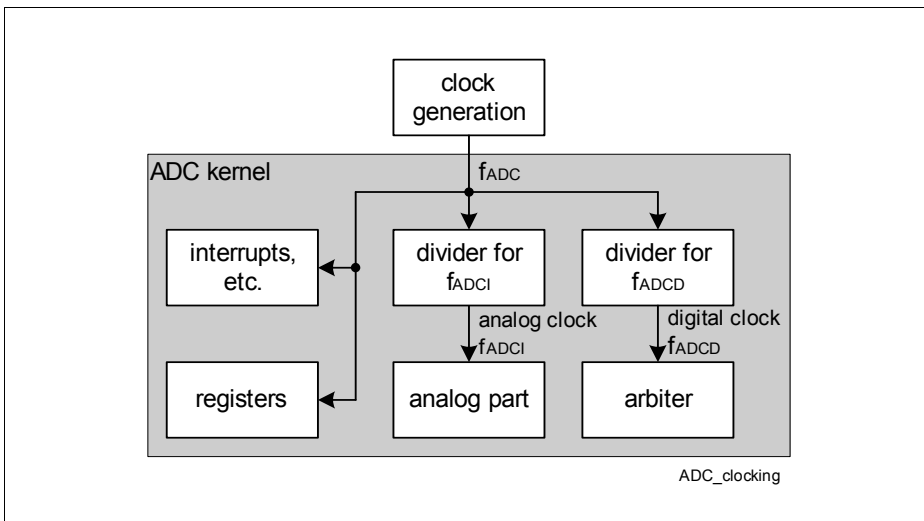 clock
generation
ADC kernel
fADC
interrupts,
etc.
divider for
fADCI
divider for
fADCD
analog clock
fADCI
digital clock
fADCD
registers
analog part
arbiter
ADC_clocking